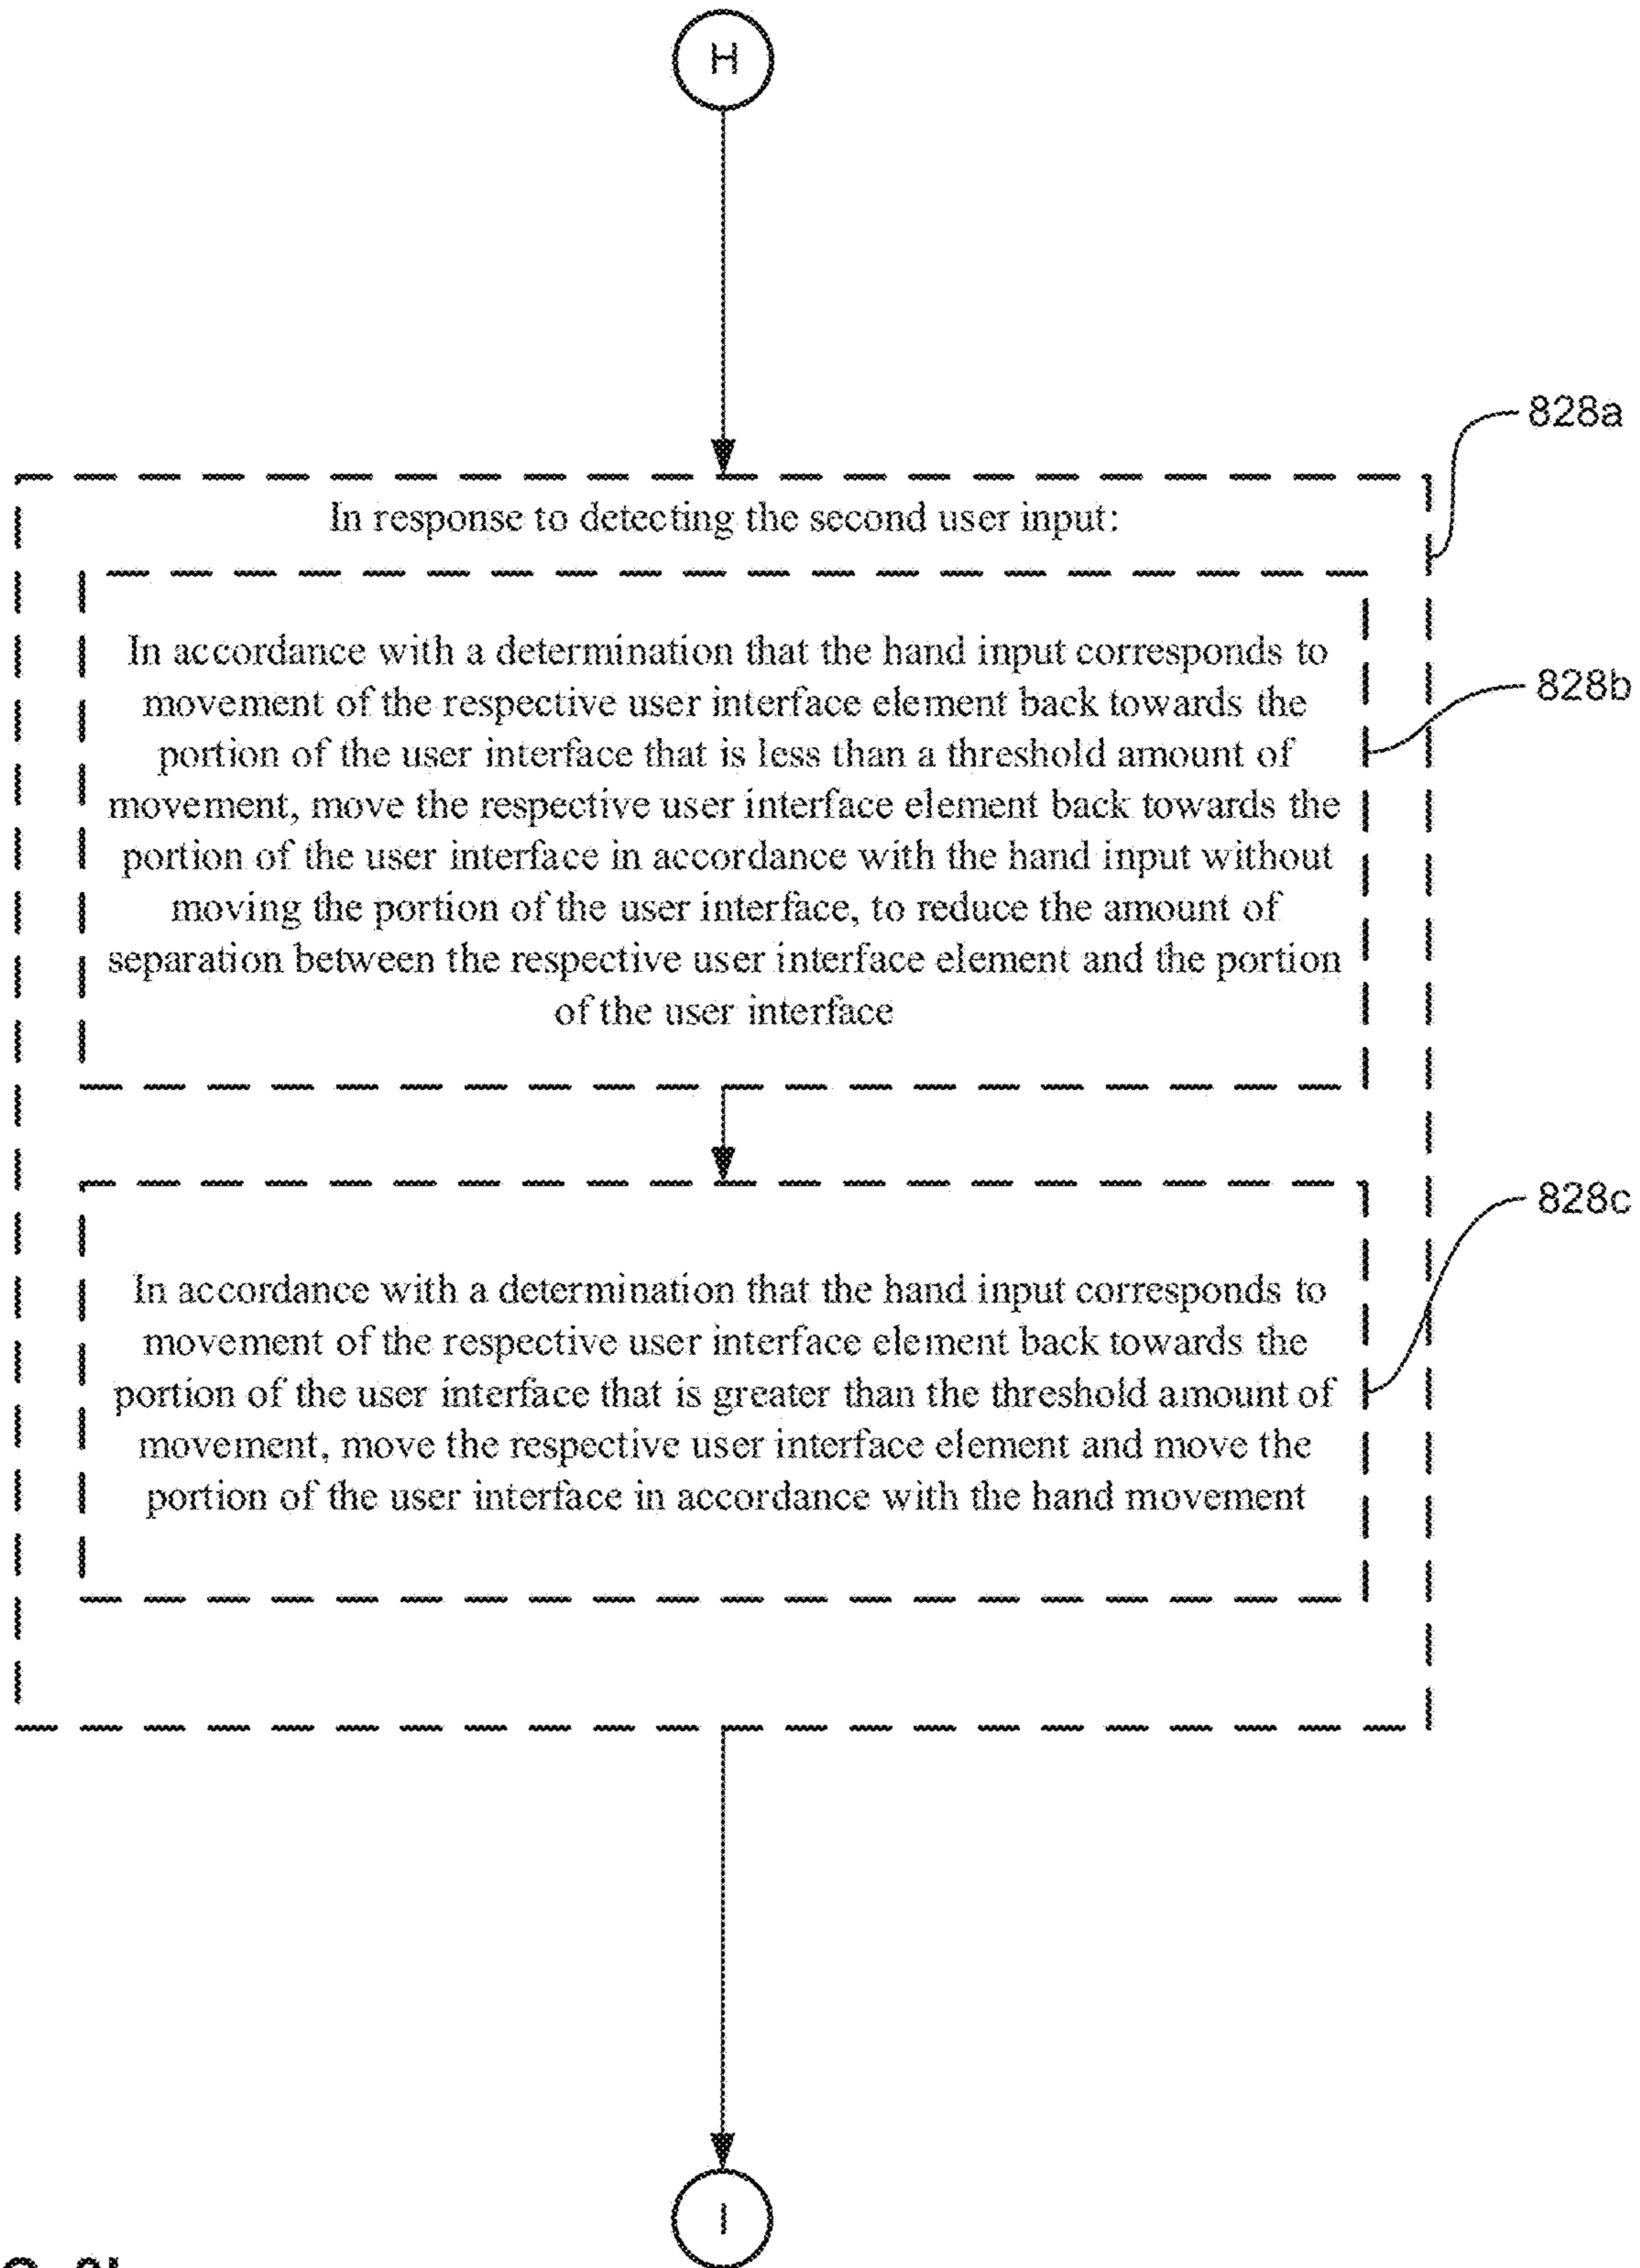 H
828a
In response to detecting the second user input:
828b
In accordance with a determination that the hand input corresponds to
movement of the respective user interface element back towards the
portion of the user interface that is less than a threshold amount of
movement, move the respective user interface element back towards the
portion of the user interface in accordance with the hand input without
moving the portion of the user interface, to reduce the amount of
separation between the respective user interface element and the portion
of the user interface
828c
In accordance with a determination that the hand input corresponds to
movement of the respective user interface element back towards the
portion of the user interface that is greater than the threshold amount of
movement, move the respective user interface element and move the
portion of the user interface in accordance with the hand movement
I